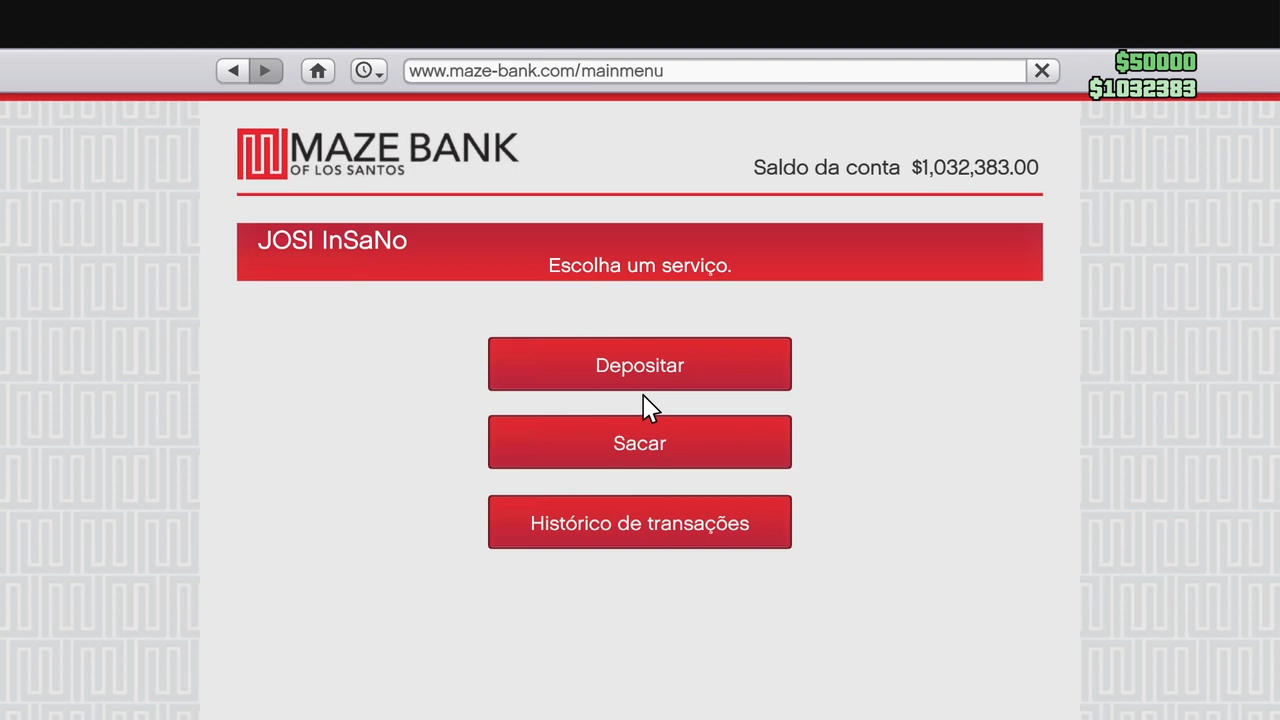 www.maze-bank.com/mainmenu
$50000
$1032383
MAZE BANK
OF LOS SANTOS
Saldo da conta $1,032,383.00
JOSI InSaNo
Escolha um serviço.
Depositar
Sacar
Histórico de transações